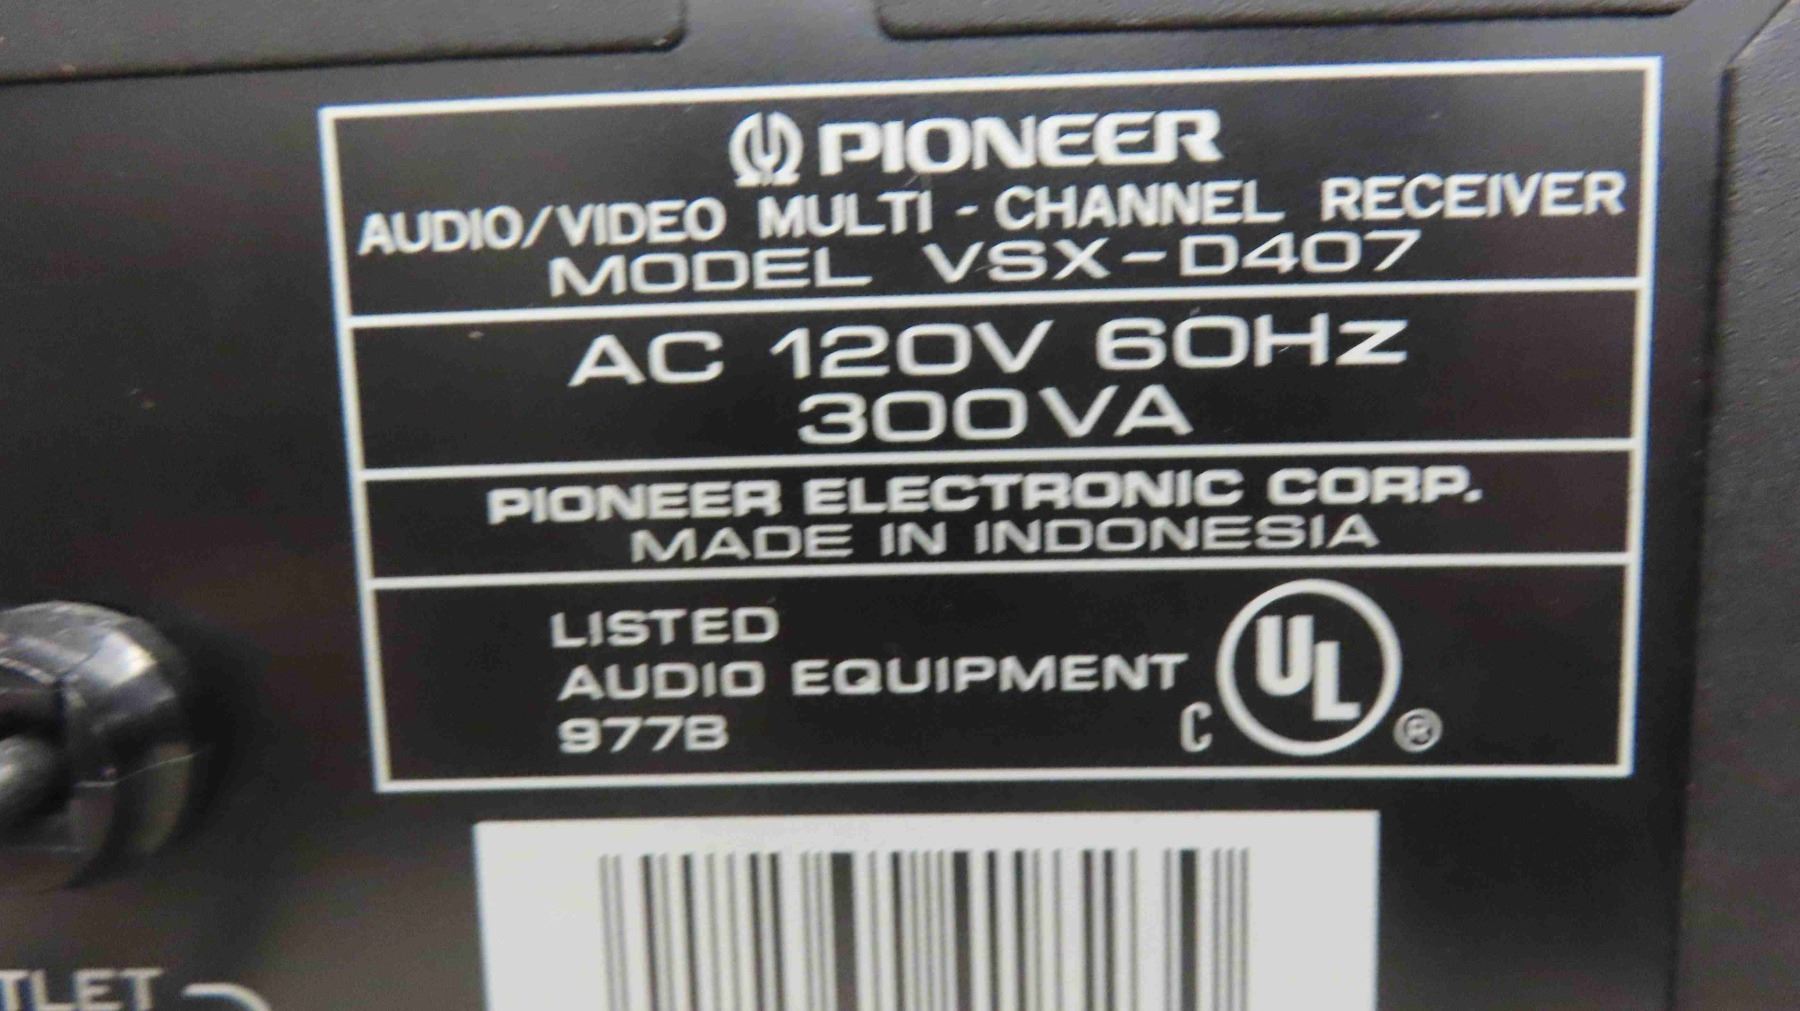 PIONEER
AUDIO/VIDEO MULTI - CHANNEL RECEIVER
MODEL VSX-D407
AC 120V 60Hz
300VA
PIONEER ELECTRONIC CORP.
MADE IN INDONESIA
LISTED
AUDIO EQUIPMENT
977B
C UL ®
TLET